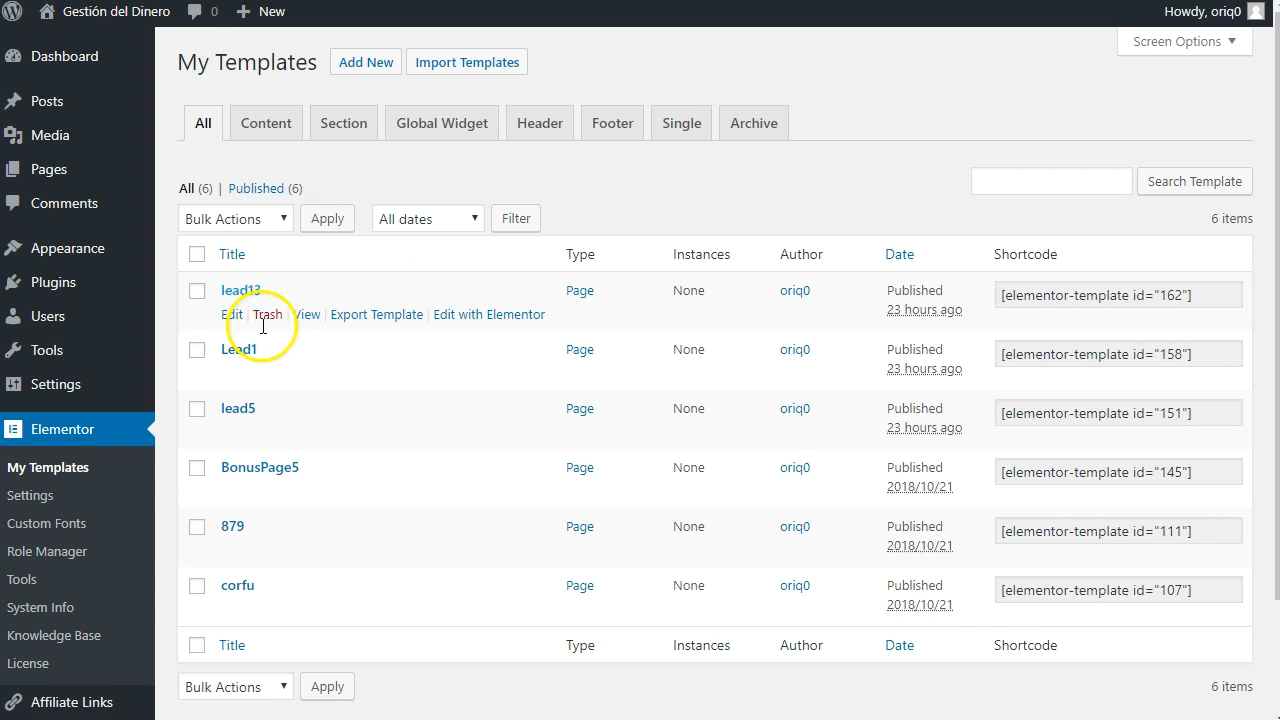 Gestión del Dinero 0 New Howdy, oriq0
Screen Options
Dashboard
Posts
Media
Pages
Comments
Appearance
Plugins
Users
Tools
Settings
Elementor
My Templates
Settings
Custom Fonts
Role Manager
Tools
System Info
Knowledge Base
License
Affiliate Links
My Templates Add New Import Templates
All Content Section Global Widget Header Footer Single Archive
All (6) | Published (6)
Search Template
Bulk Actions Apply All dates Filter 6 items
Title Type Instances Author Date Shortcode
lead13 Page None oriq0 Published [elementor-template id="162"]
23 hours ago
Edit | Trash | View | Export Template | Edit with Elementor
Lead1 Page None oriq0 Published [elementor-template id="158"]
23 hours ago
lead5 Page None oriq0 Published [elementor-template id="151"]
23 hours ago
BonusPage5 Page None oriq0 Published [elementor-template id="145"]
2018/10/21
879 Page None oriq0 Published [elementor-template id="111"]
2018/10/21
corfu Page None oriq0 Published [elementor-template id="107"]
2018/10/21
Title Type Instances Author Date Shortcode
Bulk Actions Apply 6 items